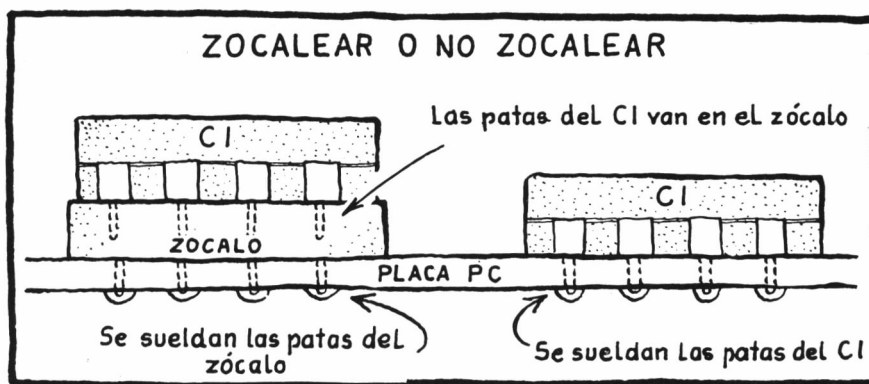 ZOCALEAR O NO ZOCALEAR
Las patas del CI van en el zócalo
CI
CI
ZOCALO
PLACA PC
Se sueldan las patas del
zócalo
Se sueldan las patas del CI